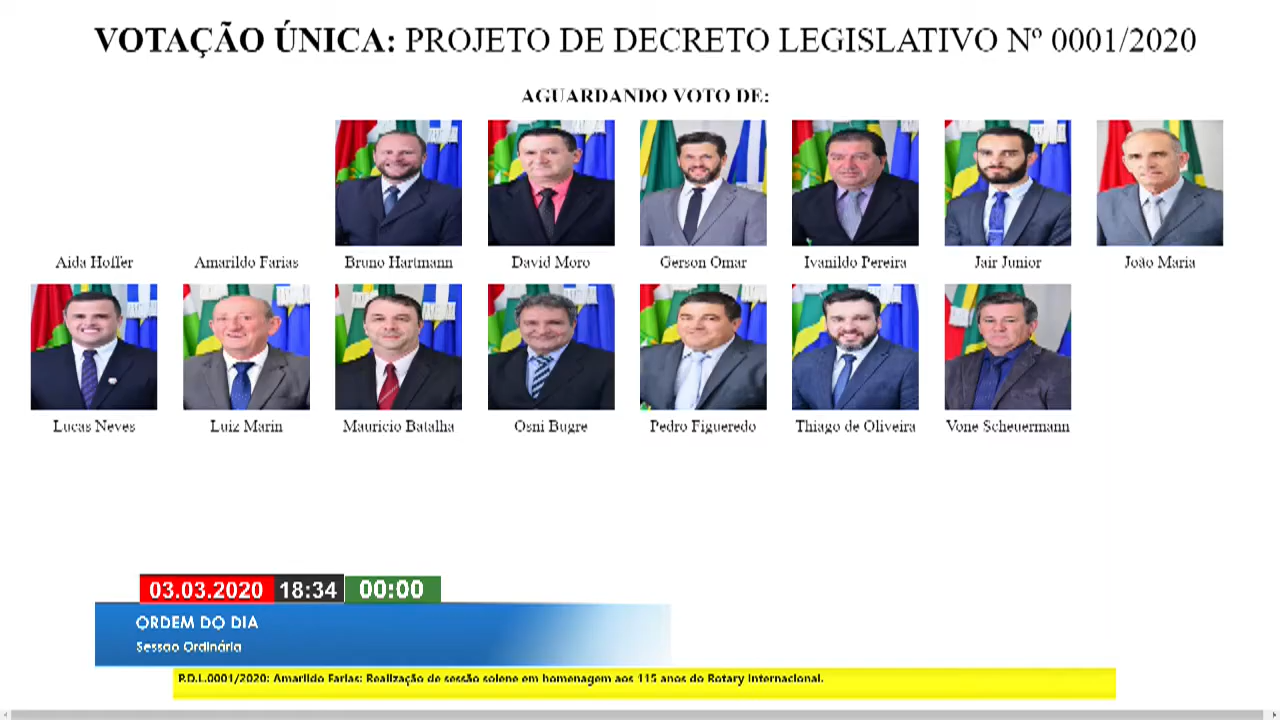 VOTAÇÃO ÚNICA: PROJETO DE DECRETO LEGISLATIVO Nº 0001/2020
AGUARDANDO VOTO DE:
Aida Hoffer Amarildo Farias Bruno Hartmann David Moro Gerson Omar Ivanildo Pereira Jair Junior João Maria
Lucas Neves Luiz Marin Mauricio Batalha Osni Bugre Pedro Figueredo Thiago de Oliveira Vone Scheuermann
03.03.2020 18:34 00:00
ORDEM DO DIA
Sessao Ordinária
P.D.L.0001/2020: Amarildo Farias: Realização de sessão solene em homenagem aos 115 anos do Rotary Internacional.